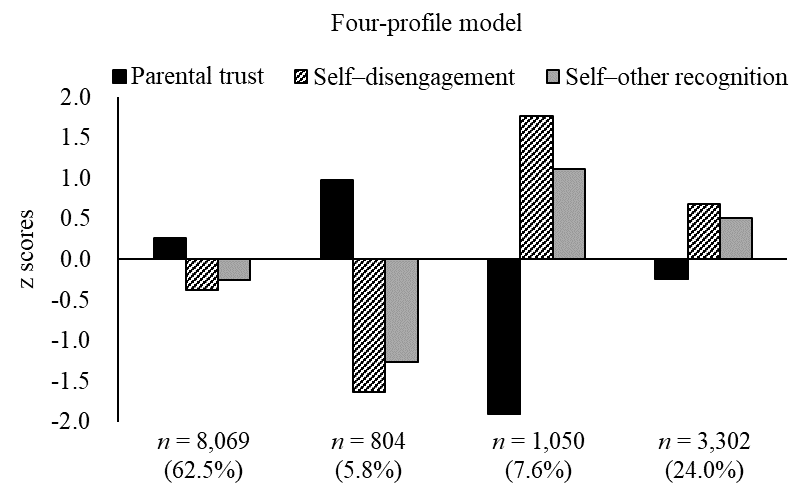 Four-profile model
Parental trust Self–disengagement Self–other recognition
2.0
1.5
1.0
0.5
0.0
-0.5
-1.0
-1.5
-2.0
z scores
n = 8,069 n = 804 n = 1,050 n = 3,302
(62.5%) (5.8%) (7.6%) (24.0%)